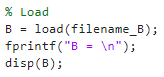 % Load
B = load(filename_B);
fprintf("B = \n");
disp(B);